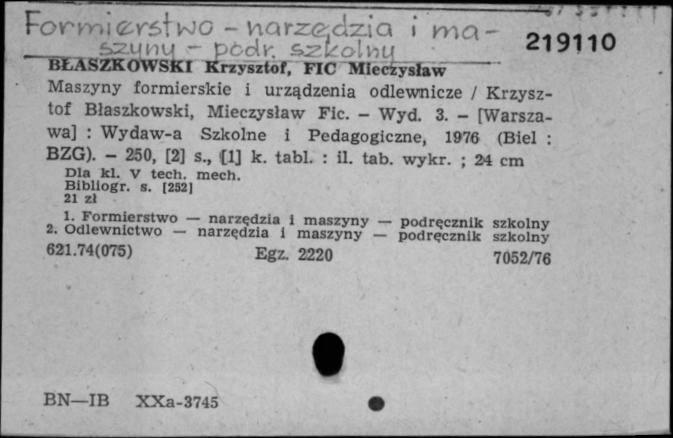 Formierstwo - narzędzia i ma-
szyny - podr. szkolny
219110
BŁASZKOWSKI Krzysztof, FIC Mieczysław
Maszyny formierskie i urządzenia odlewnicze / Krzysz-
tof Błaszkowski, Mieczysław Fic. — Wyd. 3. — [Warsza-
wa] : Wydaw-a Szkolne i Pedagogiczne, 1976 (Biel :
BZG). — 250, [2] s., [1] k. tabl. : il. tab. wykr. ; 24 cm
Dla kl. V tech. mech.
Bibliogr. s. [252]
21 zł
1. Formierstwo — narzędzia i maszyny — podręcznik szkolny
2. Odlewnictwo — narzędzia i maszyny — podręcznik szkolny
621.74(075) Egz. 2220 7052/76
BN—IB XXa-3745